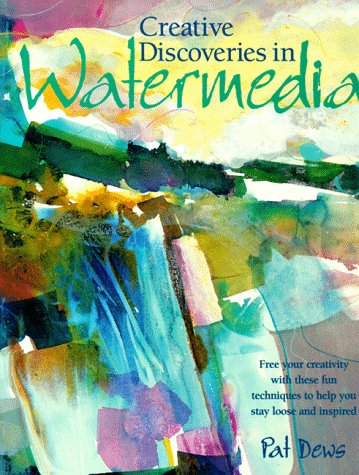 Creative
Discoveries in
Watermedia
Free your creativity
with these fun
techniques to help you
stay loose and inspired
Pat Dews